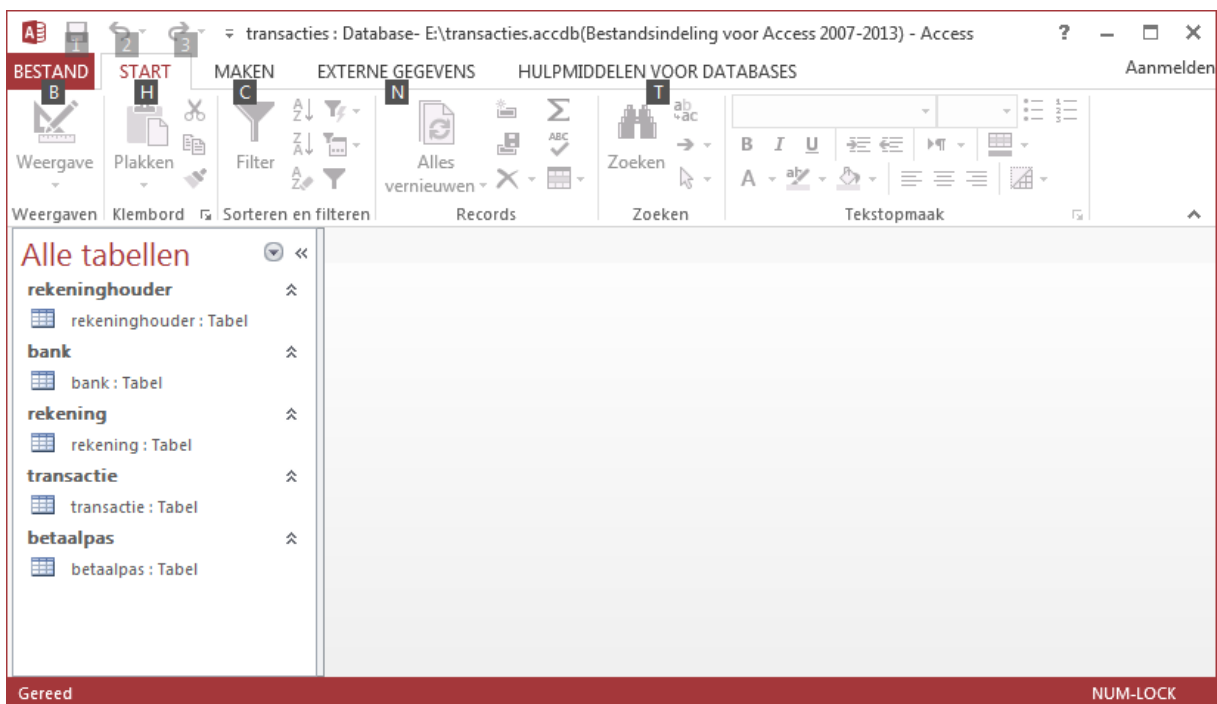 1 2 3 transacties : Database- E:\transacties.accdb(Bestandsindeling voor Access 2007-2013) - Access ?
BESTAND START MAKEN EXTERNE GEGEVENS HULPMIDDELEN VOOR DATABASES Aanmelden
B H C N T
Weergave Plakken Filter Alles vernieuwen Zoeken
Weergaven Klembord Sorteren en filteren Records Zoeken Tekstopmaak
Alle tabellen
rekeninghouder
rekeninghouder : Tabel
bank
bank : Tabel
rekening
rekening : Tabel
transactie
transactie : Tabel
betaalpas
betaalpas : Tabel
Gereed NUM-LOCK